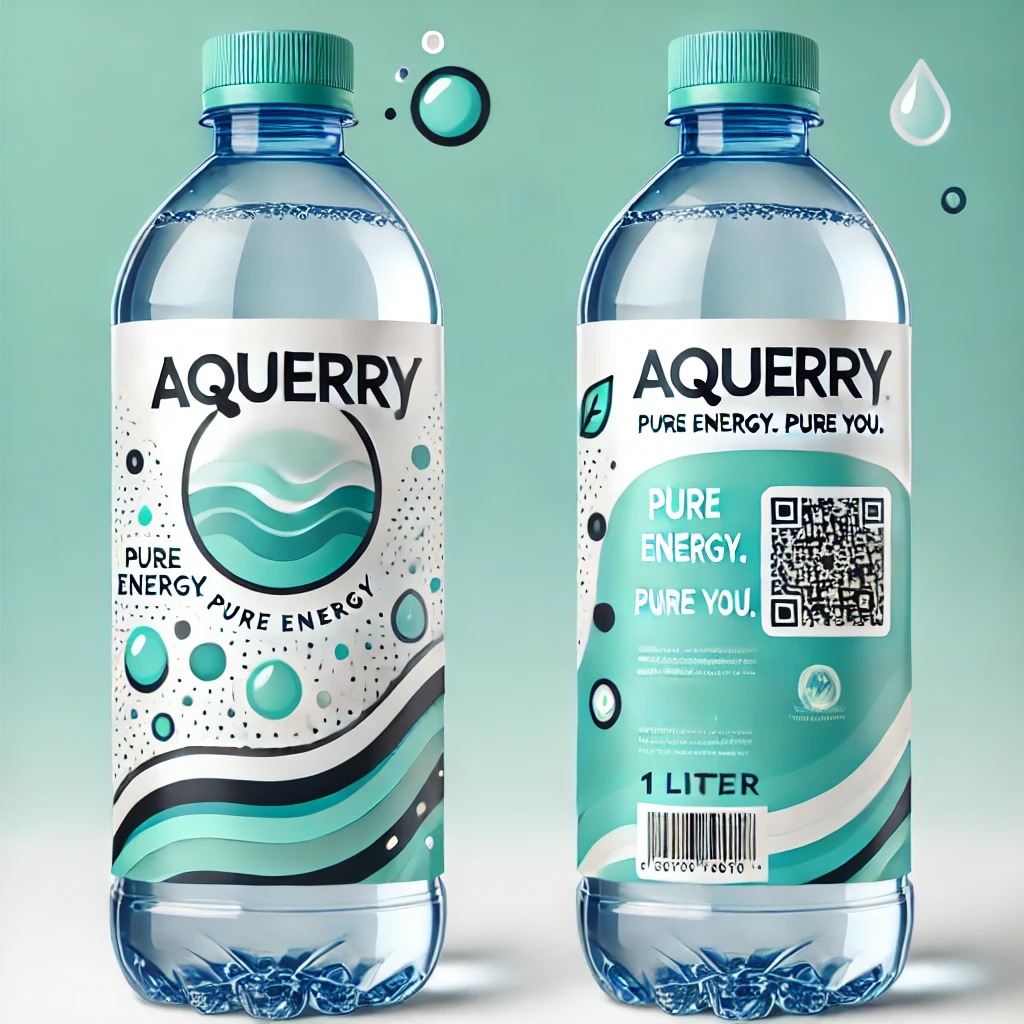 AQUERRY
PURE
ENERGY
PURE ENERGY
AQUERRY
PURE ENERGY. PURE YOU.
PURE
ENERGY.
PURE YOU.
1 LITER